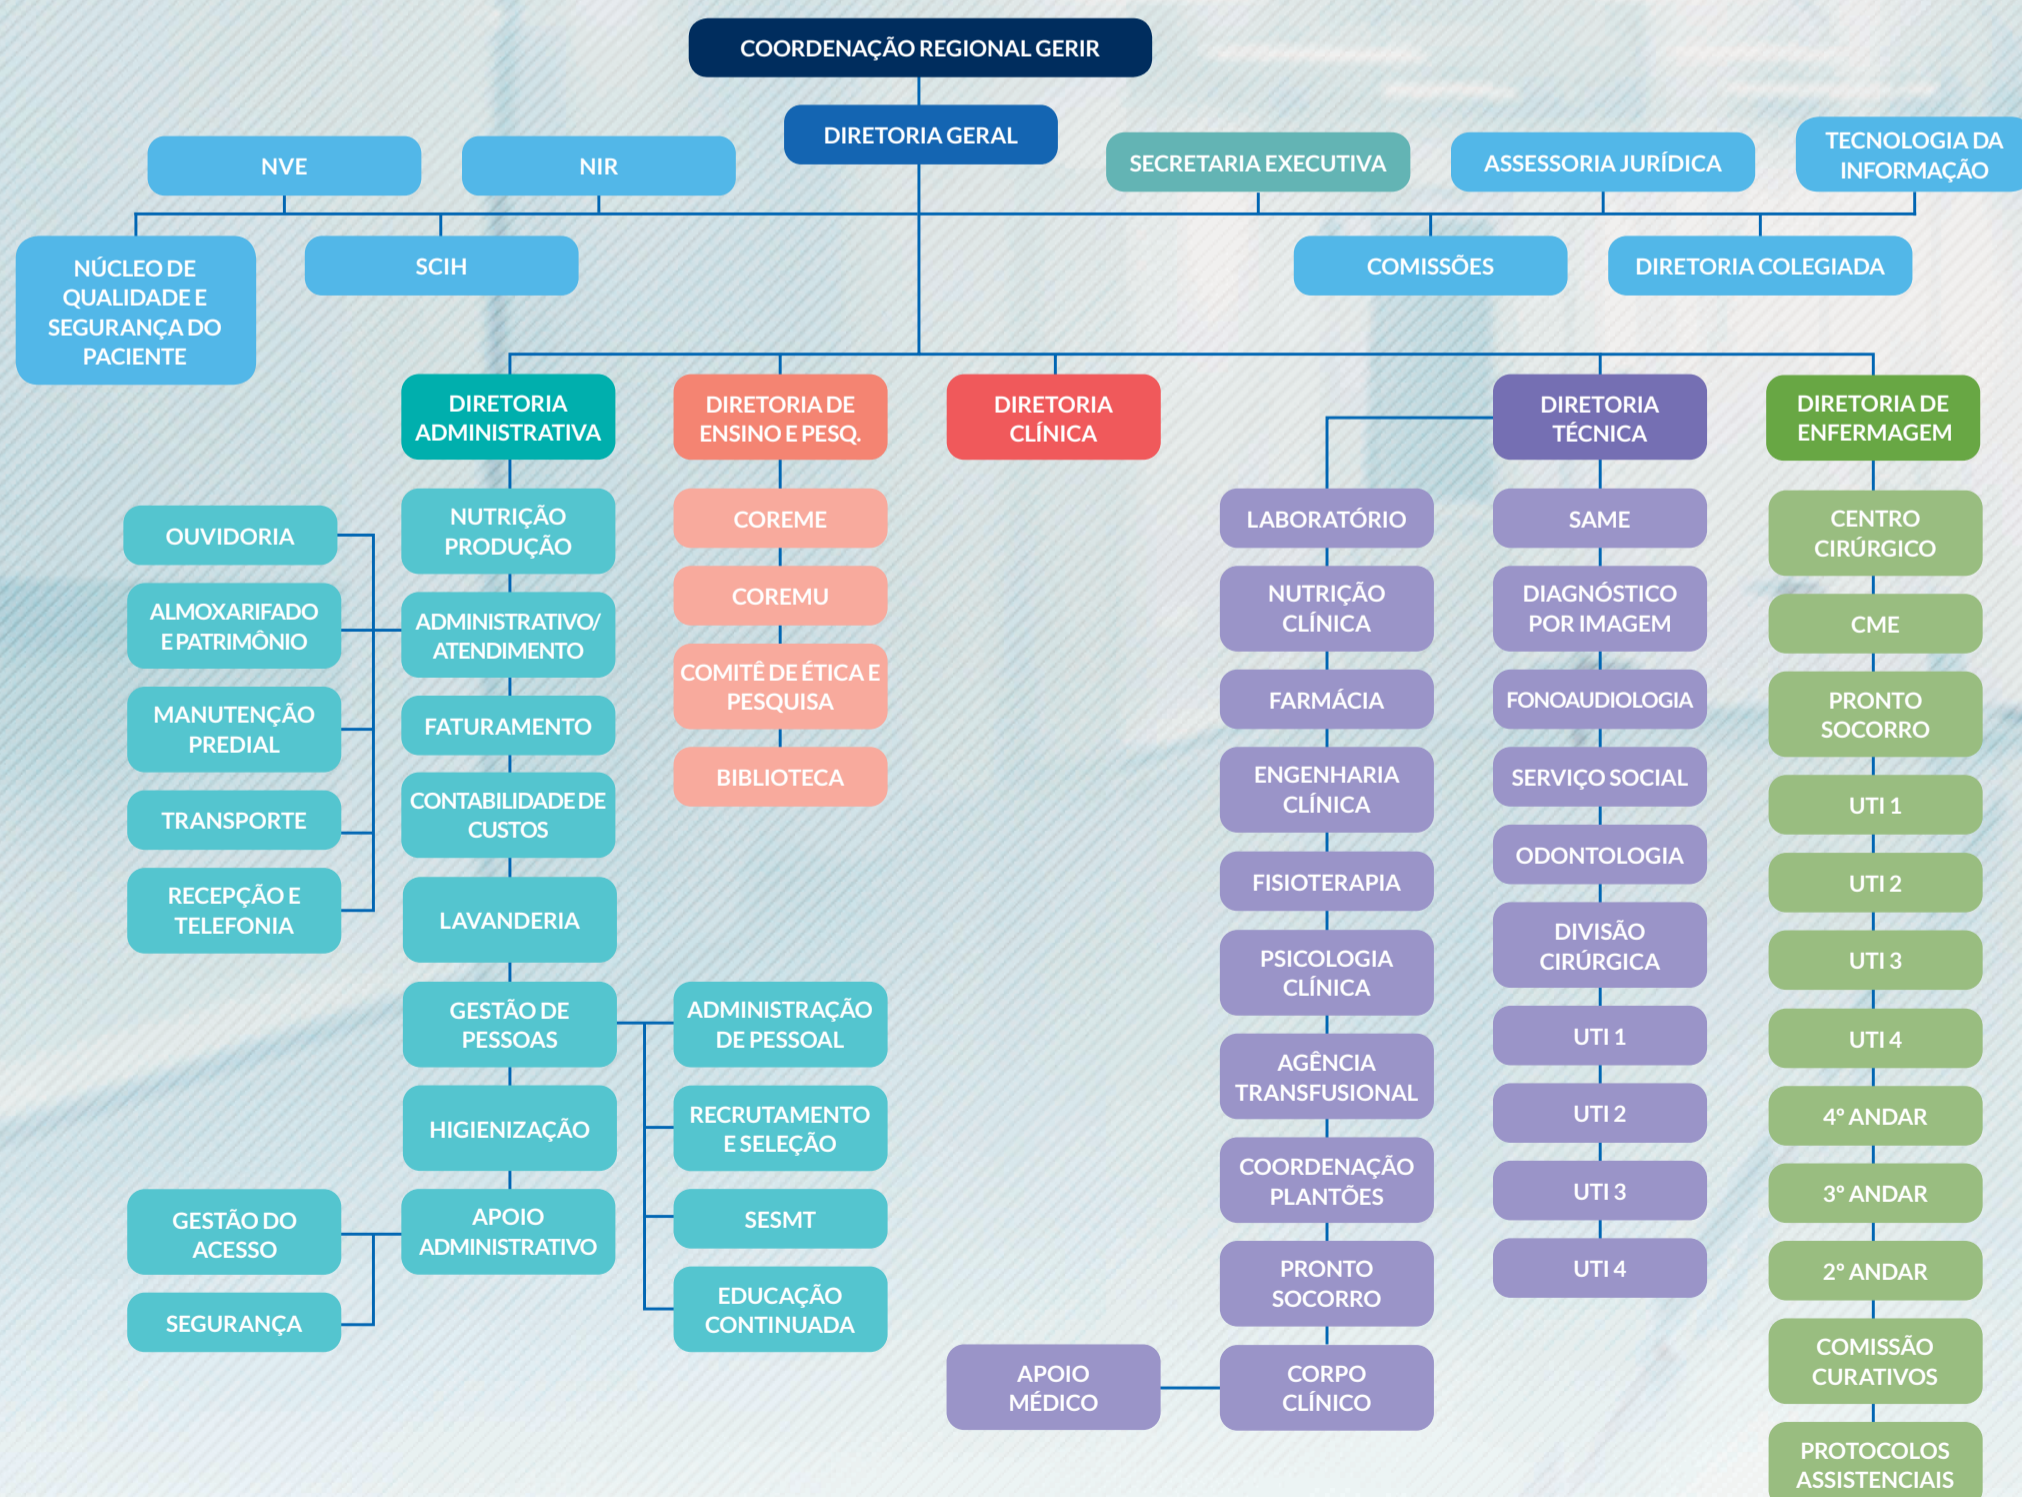 COORDENAÇÃO REGIONAL GERIR
DIRETORIA GERAL
NVE
NIR
SECRETARIA EXECUTIVA
ASSESSORIA JURÍDICA
TECNOLOGIA DA
INFORMAÇÃO
NÚCLEO DE
QUALIDADE E
SEGURANÇA DO
PACIENTE
SCIH
COMISSÕES
DIRETORIA COLEGIADA
DIRETORIA
ADMINISTRATIVA
DIRETORIA DE
ENSINO E PESQ.
DIRETORIA
CLÍNICA
DIRETORIA
TÉCNICA
DIRETORIA DE
ENFERMAGEM
OUVIDORIA
ALMOXARIFADO
E PATRIMÔNIO
MANUTENÇÃO
PREDIAL
TRANSPORTE
RECEPÇÃO E
TELEFONIA
NUTRIÇÃO
PRODUÇÃO
ADMINISTRATIVO/
ATENDIMENTO
FATURAMENTO
CONTABILIDADE DE
CUSTOS
LAVANDERIA
GESTÃO DE
PESSOAS
HIGIENIZAÇÃO
APOIO
ADMINISTRATIVO
GESTÃO DO
ACESSO
SEGURANÇA
COREME
COREMU
COMITÊ DE ÉTICA E
PESQUISA
BIBLIOTECA
ADMINISTRAÇÃO
DE PESSOAL
RECRUTAMENTO
E SELEÇÃO
SESMT
EDUCAÇÃO
CONTINUADA
LABORATÓRIO
NUTRIÇÃO
CLÍNICA
FARMÁCIA
ENGENHARIA
CLÍNICA
FISIOTERAPIA
PSICOLOGIA
CLÍNICA
AGÊNCIA
TRANSFUSIONAL
COORDENAÇÃO
PLANTÕES
PRONTO
SOCORRO
CORPO
CLÍNICO
APOIO
MÉDICO
SAME
DIAGNÓSTICO
POR IMAGEM
FONOAUDIOLOGIA
SERVIÇO SOCIAL
ODONTOLOGIA
DIVISÃO
CIRÚRGICA
UTI 1
UTI 2
UTI 3
UTI 4
CENTRO
CIRÚRGICO
CME
PRONTO
SOCORRO
UTI 1
UTI 2
UTI 3
UTI 4
4º ANDAR
3º ANDAR
2º ANDAR
COMISSÃO
CURATIVOS
PROTOCOLOS
ASSISTENCIAIS